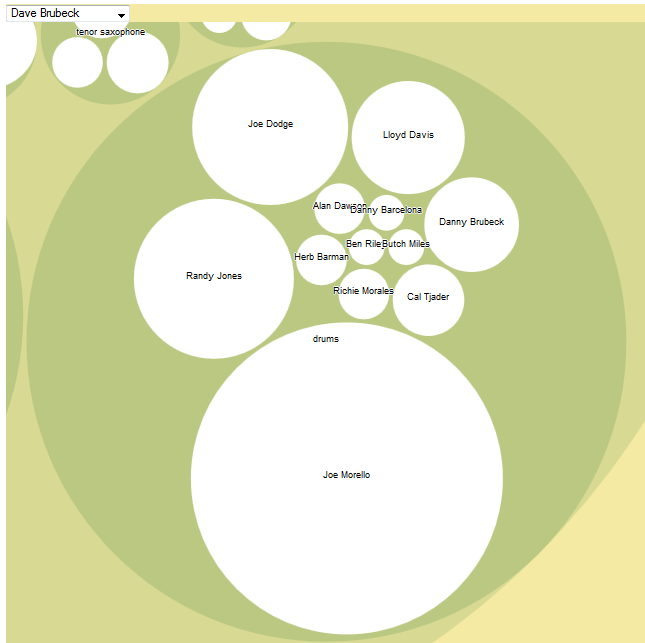 Dave Brubeck
tenor saxophone
Joe Dodge
Lloyd Davis
Alan Dawson
Danny Barcelona
Danny Brubeck
Ben Riley
Butch Miles
Herb Barman
Randy Jones
Richie Morales
Cal Tjader
drums
Joe Morello